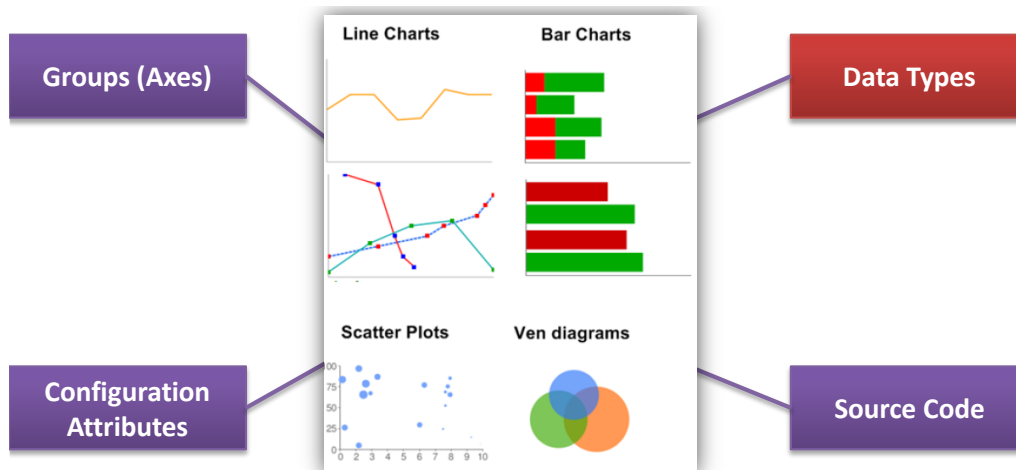 Line Charts
Bar Charts
Groups (Axes)
Data Types
Scatter Plots
Ven diagrams
Configuration
Attributes
Source Code
100
75
50
25
0
0 1 2 3 4 5 6 7 8 9 10